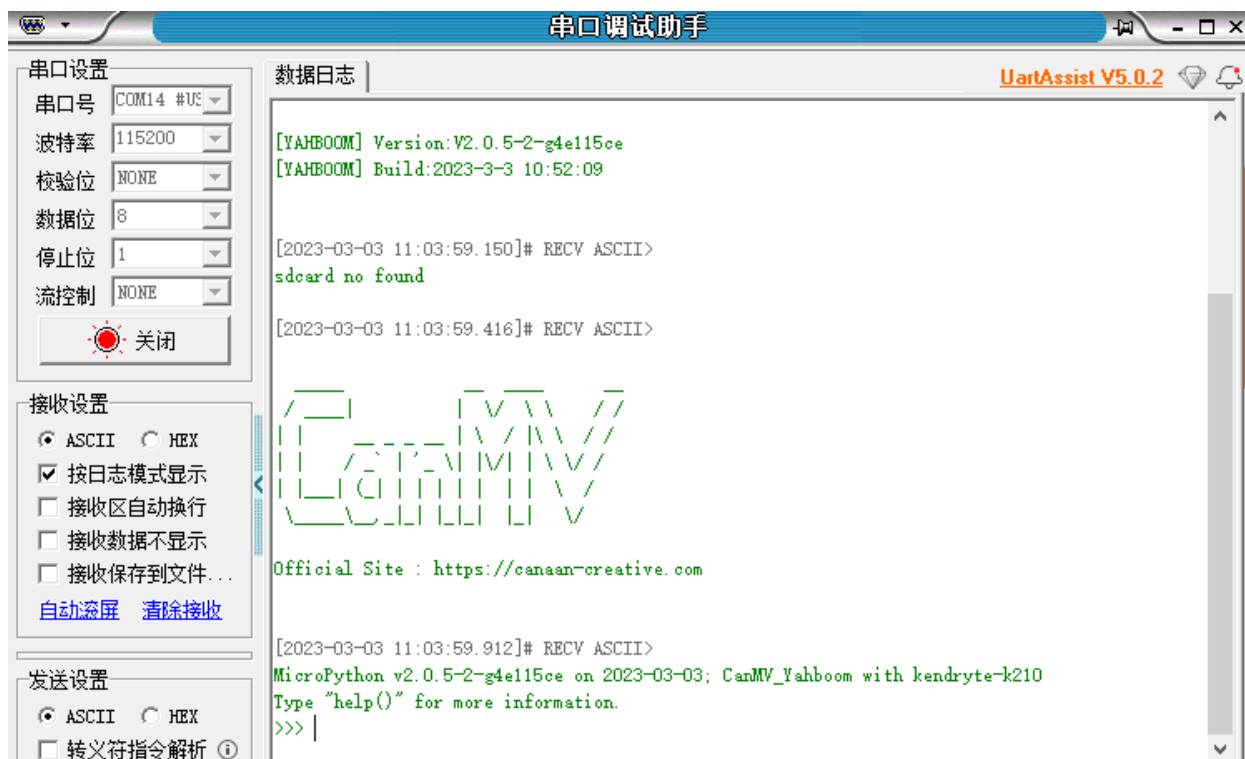 串口调试助手
串口设置
串口号 COM14 #US
波特率 115200
校验位 NONE
数据位 8
停止位 1
流控制 NONE
关闭
接收设置
ASCII HEX
按日志模式显示
接收区自动换行
接收数据不显示
接收保存到文件...
自动滚屏 清除接收
发送设置
ASCII HEX
转义符指令解析
数据日志
UartAssist V5.0.2
[YAHBOOM] Version:V2.0.5-2-g4e115ce
[YAHBOOM] Build:2023-3-3 10:52:09
[2023-03-03 11:03:59.150]# RECV ASCII>
sdcard no found
[2023-03-03 11:03:59.416]# RECV ASCII>
CanMV
Official Site : https://canaan-creative.com
[2023-03-03 11:03:59.912]# RECV ASCII>
MicroPython v2.0.5-2-g4e115ce on 2023-03-03; CanMV_Yahboom with kendryte-k210
Type "help()" for more information.
>>>